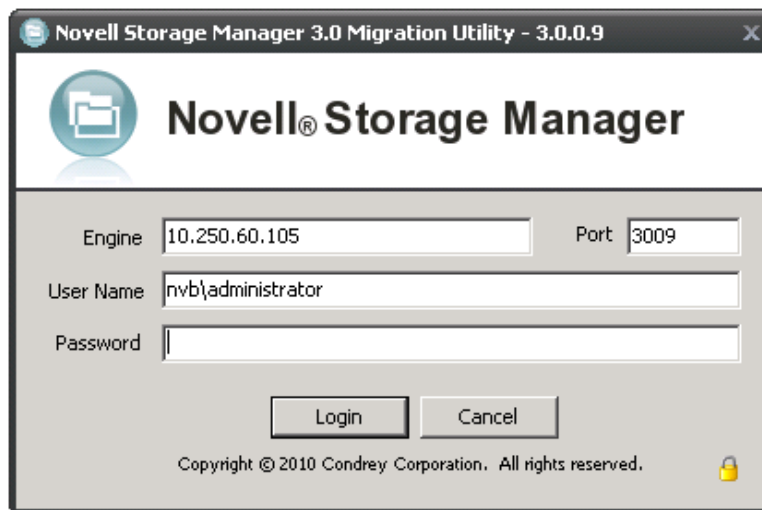 Novell Storage Manager 3.0 Migration Utility - 3.0.0.9 X
Novell® Storage Manager
Engine 10.250.60.105 Port 3009
User Name nvb\administrator
Password
Login Cancel
Copyright © 2010 Condrey Corporation. All rights reserved.